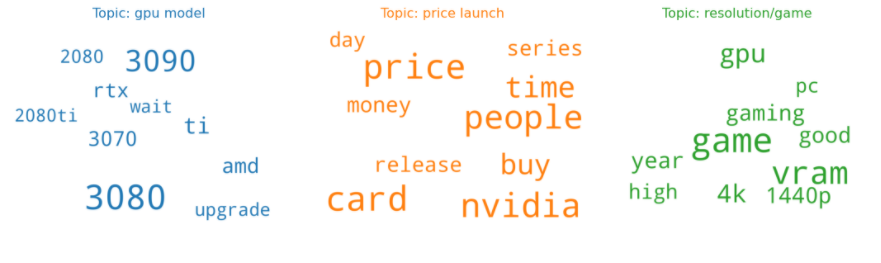 Topic: gpu model
2080
3090
rtx
wait
2080ti
ti
3070
amd
3080
upgrade
Topic: price launch
day
series
price
time
money
people
release
buy
card
nvidia
Topic: resolution/game
gpu
pc
gaming
game
good
year
vram
high
4k
1440p